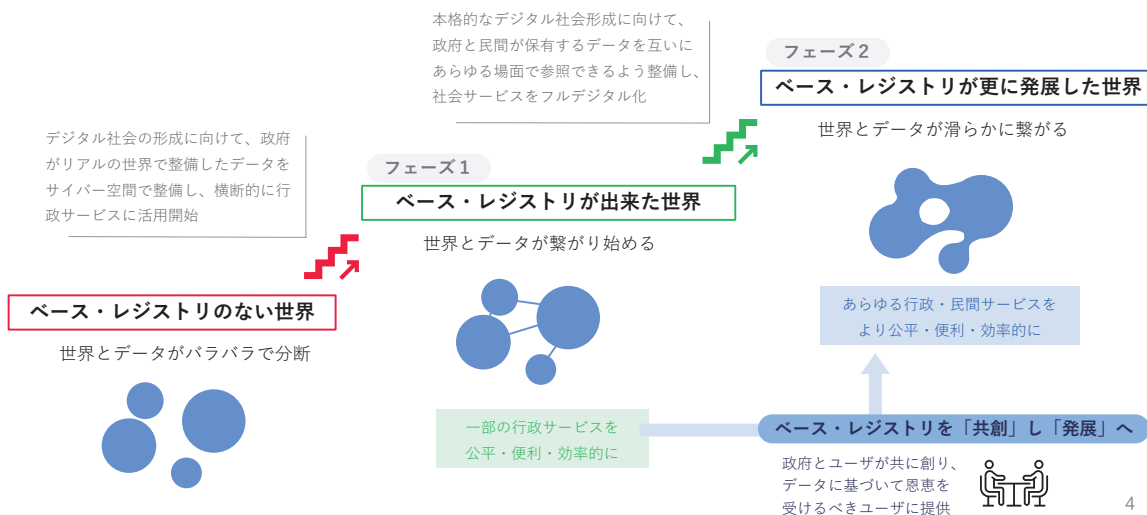 本格的なデジタル社会形成に向けて、
政府と民間が保有するデータを互いに
あらゆる場面で参照できるよう整備し、
社会サービスをフルデジタル化
フェーズ2
ベース・レジストリが更に発展した世界
世界とデータが滑らかに繋がる
デジタル社会の形成に向けて、政府
がリアルの世界で整備したデータを
サイバー空間で整備し、横断的に行
政サービスに活用開始
フェーズ1
ベース・レジストリが出来た世界
世界とデータが繋がり始める
ベース・レジストリのない世界
世界とデータがバラバラで分断
あらゆる行政・民間サービスを
より公平・便利・効率的に
一部の行政サービスを
公平・便利・効率的に
ベース・レジストリを「共創」し「発展」へ
政府とユーザが共に創り、
データに基づいて恩恵を
受けるべきユーザに提供
4